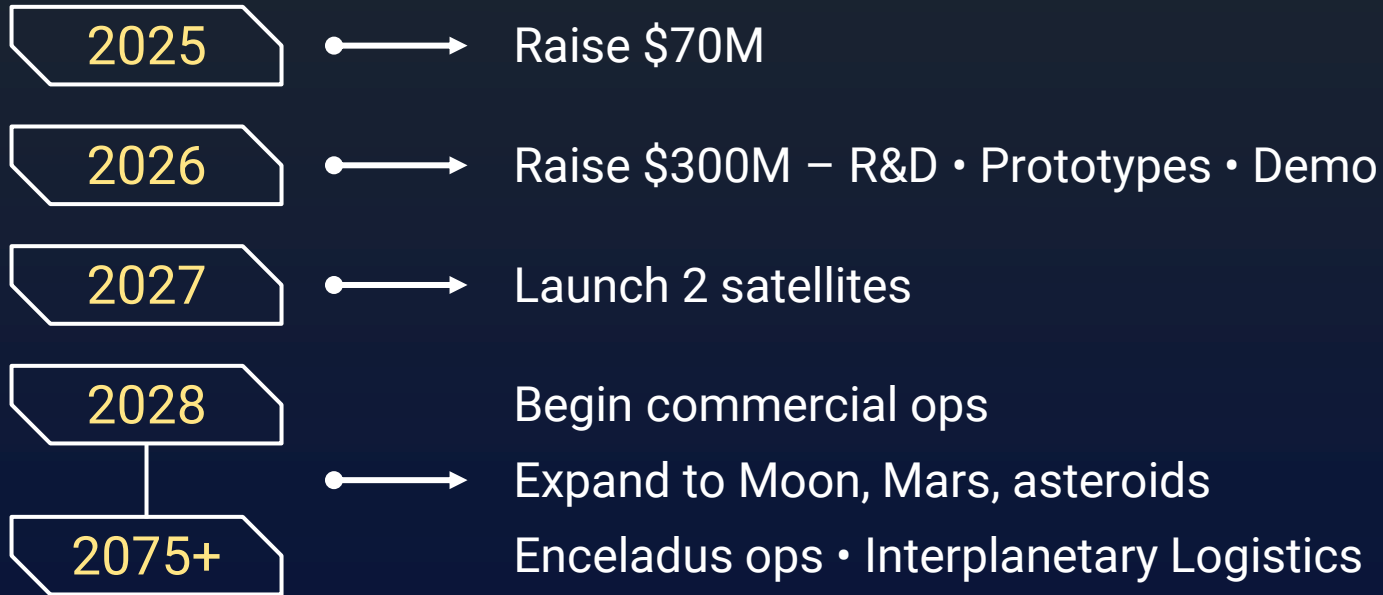 2025 Raise $70M
2026 Raise $300M – R&D • Prototypes • Demo
2027 Launch 2 satellites
2028 Begin commercial ops
Expand to Moon, Mars, asteroids
2075+ Enceladus ops • Interplanetary Logistics